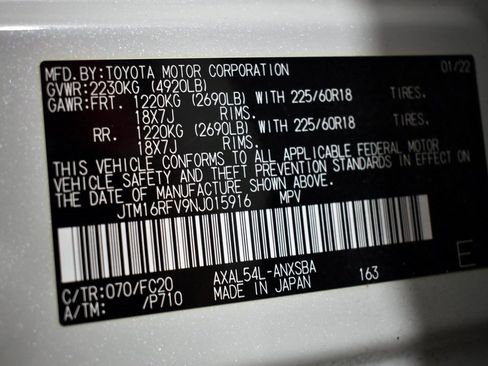 MFD. BY: TOYOTA MOTOR CORPORATION 01/22
GVWR: 2230KG (4920LB)
GAWR: FRT. 1220KG (2690LB) WITH 225/60R18 TIRES.
18X7J RIMS.
RR. 1220KG (2690LB) WITH 225/60R18 TIRES.
18X7J RIMS.
THIS VEHICLE CONFORMS TO ALL APPLICABLE FEDERAL MOTOR
VEHICLE SAFETY AND THEFT PREVENTION STANDARDS IN EFFECT ON
THE DATE OF MANUFACTURE SHOWN ABOVE.
JTM16RFV9NJ015916 MPV
C/TR: 070/FC20 AXAL54L-ANXSBA 163 E
A/TM: /P710 MADE IN JAPAN